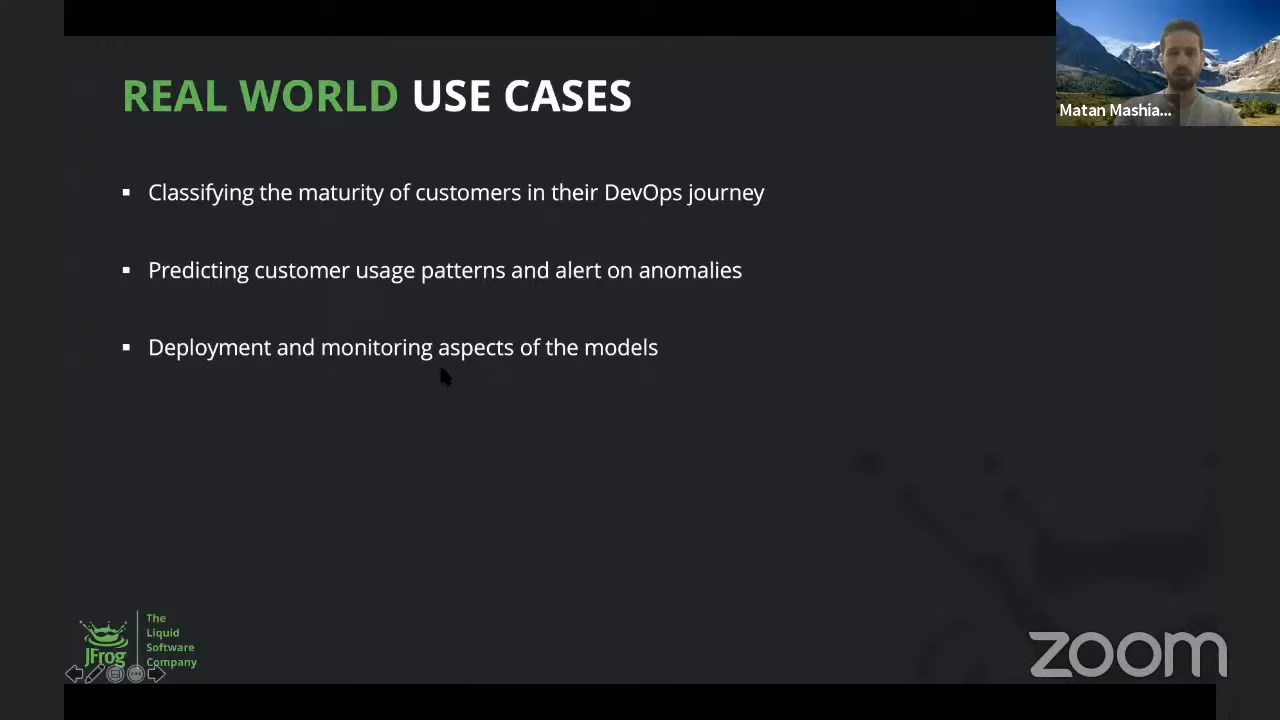 REAL WORLD USE CASES
Matan Mashia...
▪ Classifying the maturity of customers in their DevOps journey
▪ Predicting customer usage patterns and alert on anomalies
▪ Deployment and monitoring aspects of the models
JFrog
The
Liquid
Software
Company
zoom